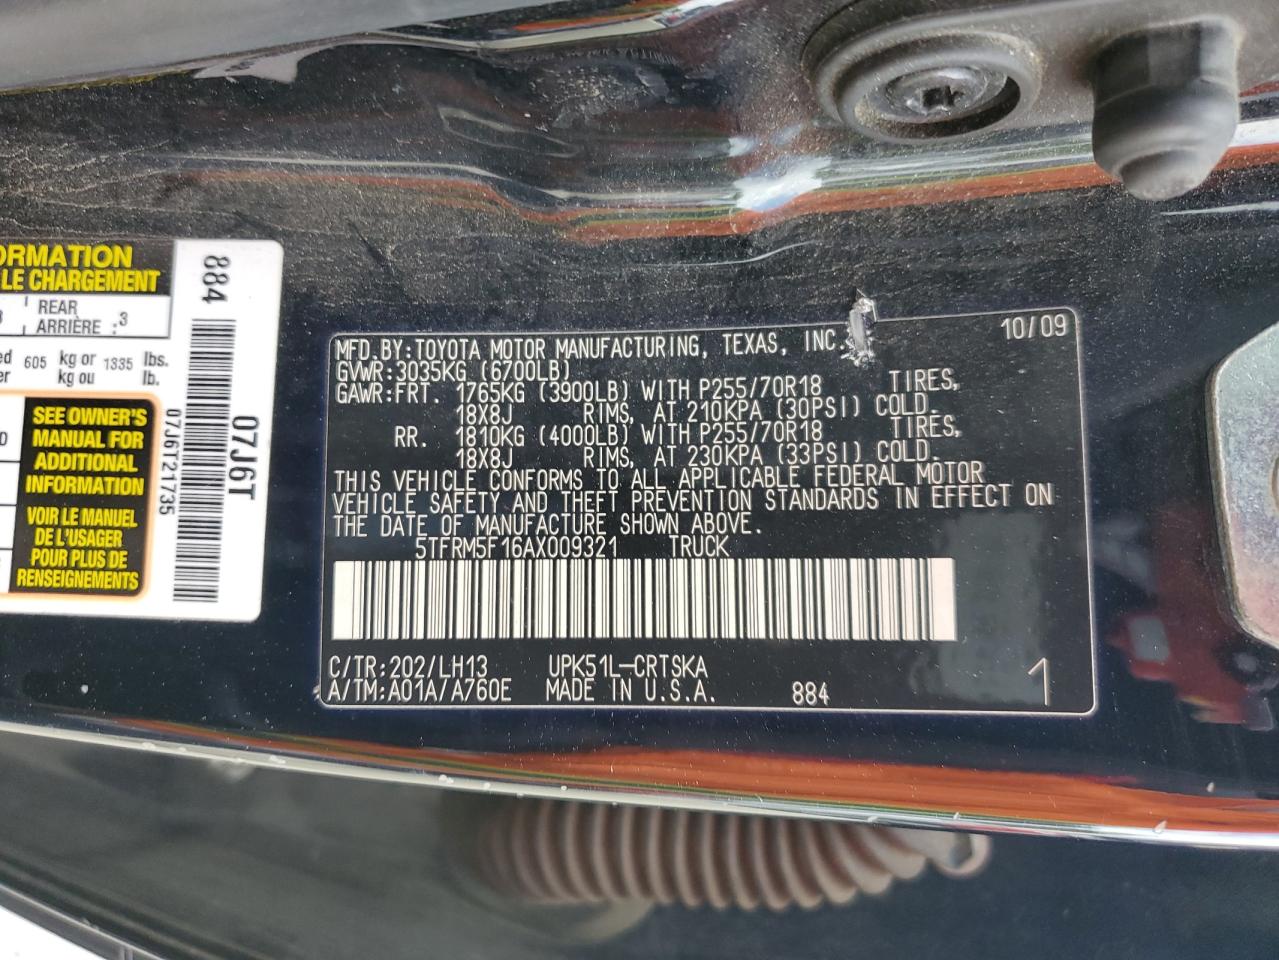 ORMATION
LE CHARGEMENT
REAR
ARRIÈRE : 3
605 kg or 1335 lbs.
kg ou lb.
SEE OWNER'S
MANUAL FOR
ADDITIONAL
INFORMATION
VOIR LE MANUEL
DE L'USAGER
POUR PLUS DE
RENSEIGNEMENTS
884
07J6T21735
07J6T
10/09
MFD.BY:TOYOTA MOTOR MANUFACTURING, TEXAS, INC.
GVWR:3035KG (6700LB)
GAWR:FRT. 1765KG (3900LB) WITH P255/70R18 TIRES,
18X8J RIMS, AT 210KPA (30PSI) COLD.
RR. 1810KG (4000LB) WITH P255/70R18 TIRES,
18X8J RIMS, AT 230KPA (33PSI) COLD.
THIS VEHICLE CONFORMS TO ALL APPLICABLE FEDERAL MOTOR
VEHICLE SAFETY AND THEFT PREVENTION STANDARDS IN EFFECT ON
THE DATE OF MANUFACTURE SHOWN ABOVE.
5TFRM5F16AX009321 TRUCK
C/TR:202/LH13 UPK51L-CRTSKA
A/TM:A01A/A760E MADE IN U.S.A. 884 1